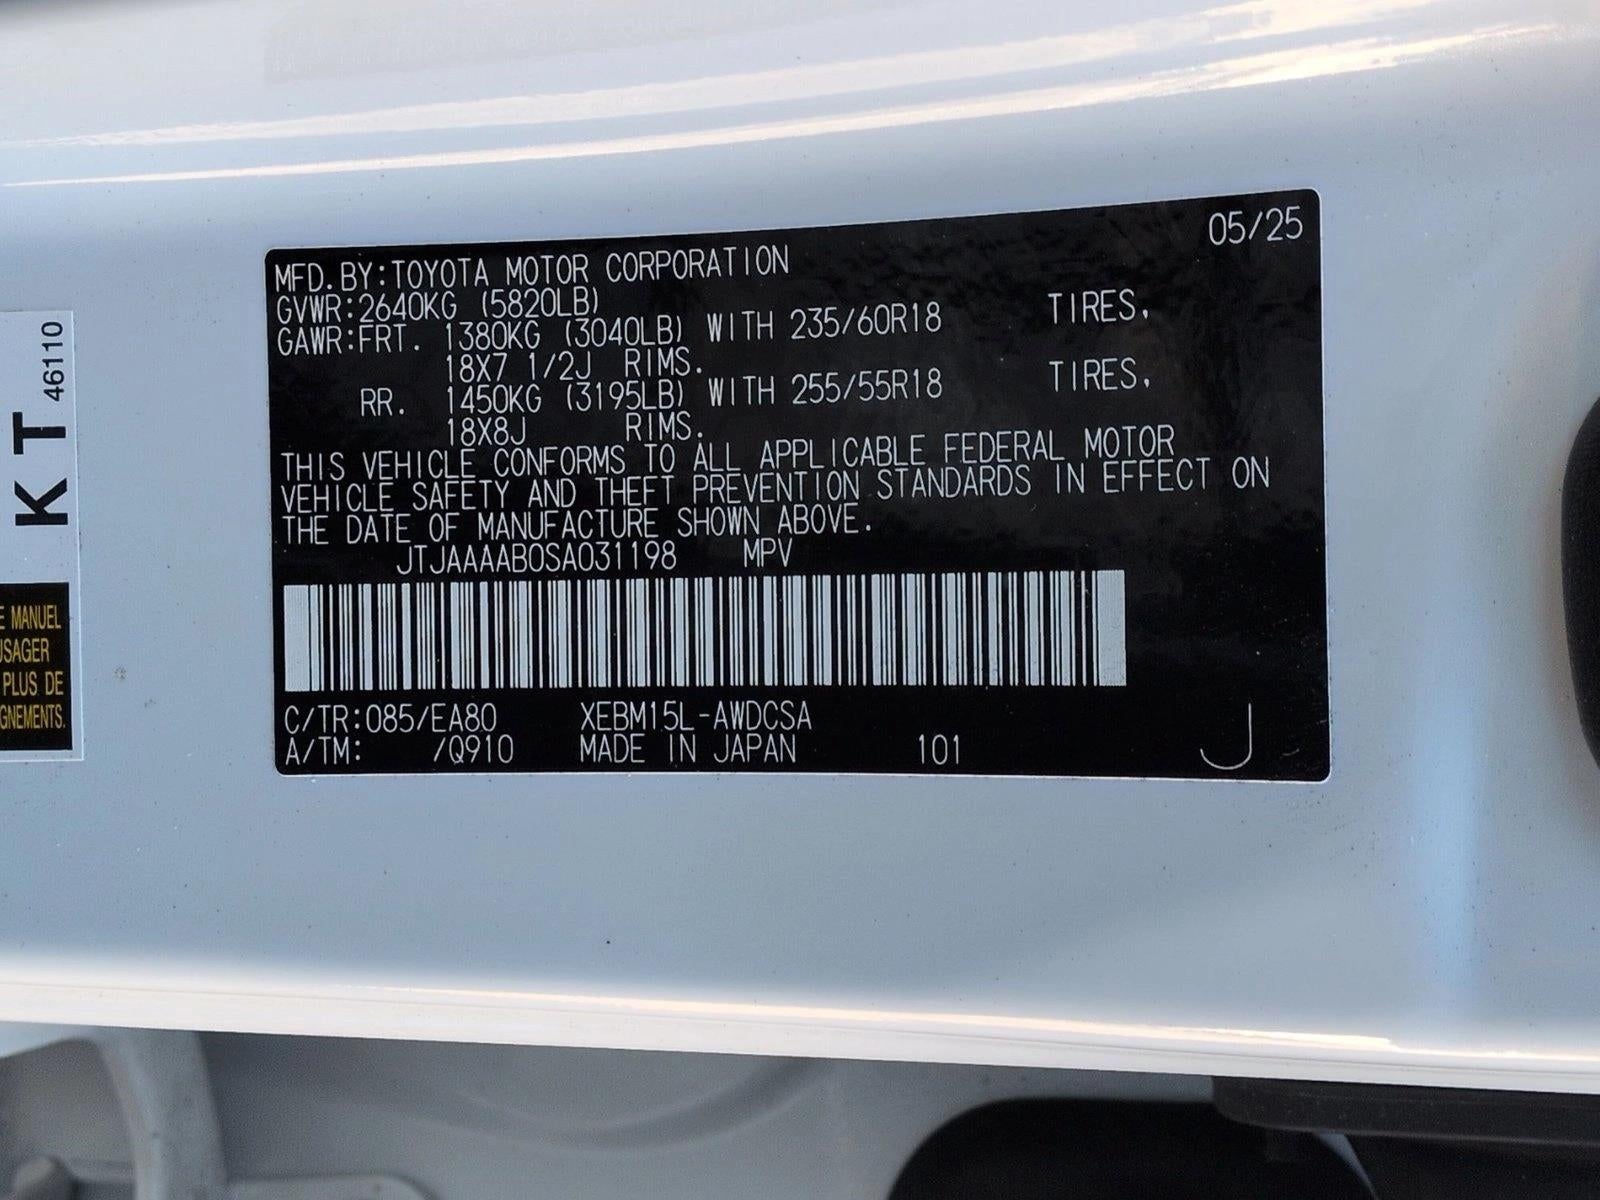 05/25
MFD.BY:TOYOTA MOTOR CORPORATION
GVWR:2640KG (5820LB)
GAWR:FRT. 1380KG (3040LB) WITH 235/60R18 TIRES,
18X7 1/2J RIMS.
RR. 1450KG (3195LB) WITH 255/55R18 TIRES,
18X8J RIMS.
THIS VEHICLE CONFORMS TO ALL APPLICABLE FEDERAL MOTOR
VEHICLE SAFETY AND THEFT PREVENTION STANDARDS IN EFFECT ON
THE DATE OF MANUFACTURE SHOWN ABOVE.
JTJAAAAB0SA031198 MPV
C/TR:085/EA80 XEBM15L-AWDCSA
A/TM: /Q910 MADE IN JAPAN 101 J
KT 46110
E MANUEL
USAGER
PLUS DE
GNEMENTS.